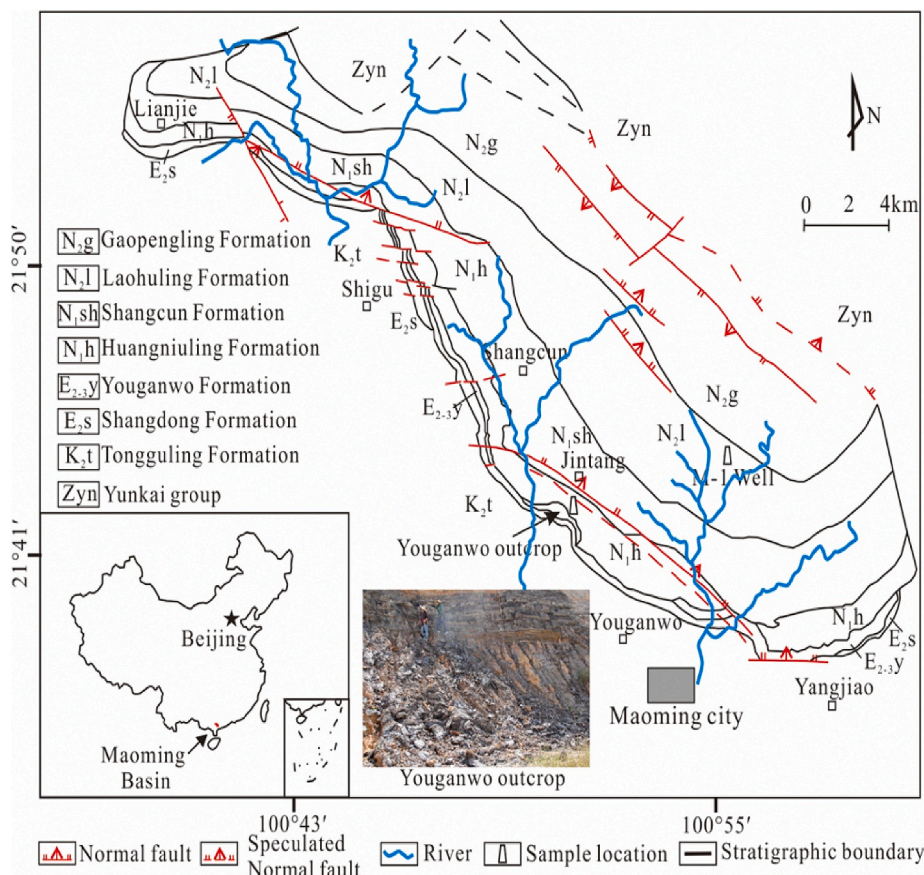 Zyn
N₂l
Lianjie
N₁h
E₂s
N₁sh
N₂l
N₂g
Zyn
N
0 2 4km
21°50′
21°41′
N₂g Gaopengling Formation
N₂l Laohuling Formation
N₁sh Shangcun Formation
N₁h Huangniuling Formation
E₂₋₃y Youganwo Formation
E₂s Shangdong Formation
K₂t Tongguling Formation
Zyn Yunkai group
K₂t
Shigu
E₂s
N₁h
Shangcun
E₂₋₃y
Zyn
N₂g
N₂l
M-1 Well
N₁sh
Jintang
K₂t
Youganwo outcrop
N₁h
Youganwo
N₁h
E₂s
E₂₋₃y
Yangjiao
Maoming city
Beijing
Maoming
Basin
Youganwo outcrop
100°43′
100°55′
Normal fault
Speculated
Normal fault
River
Sample location
Stratigraphic boundary